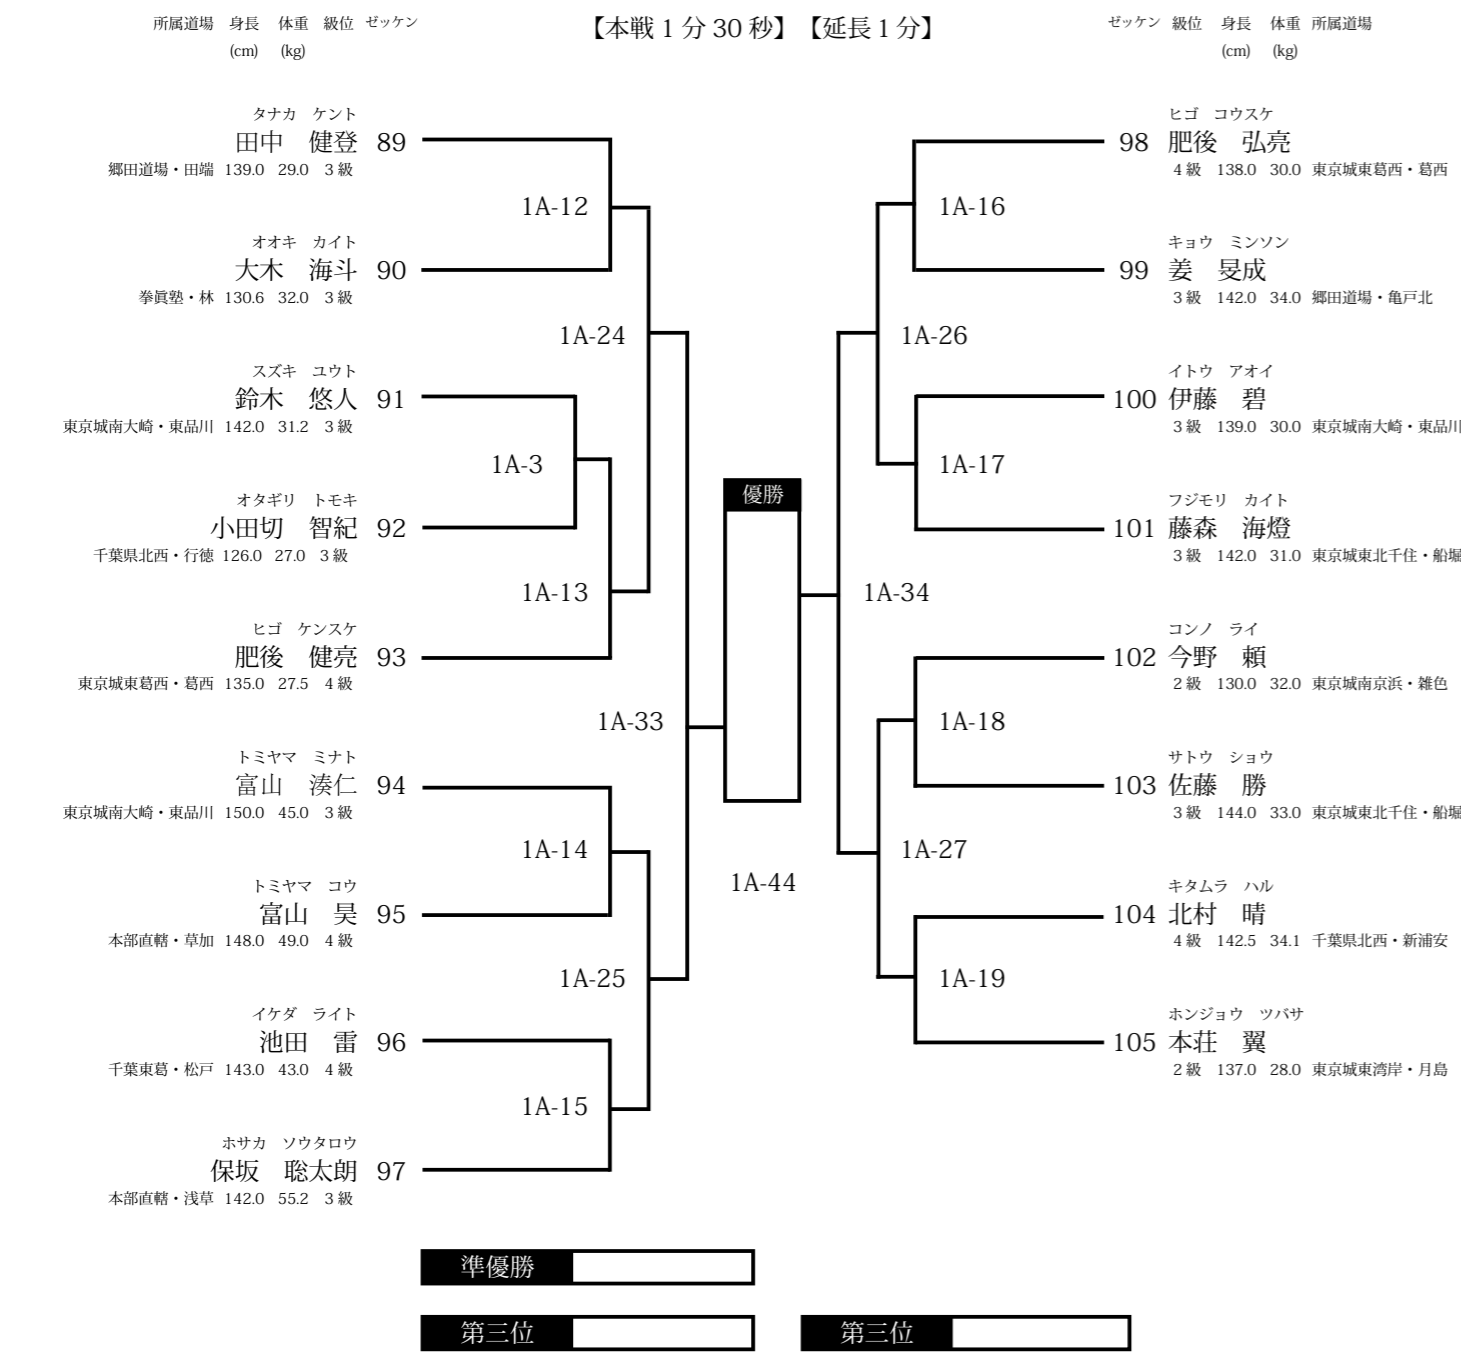 所属道場 身長 体重 級位 ゼッケン
(cm) (kg)
【本戦 1 分 30 秒】【延長 1 分】
ゼッケン 級位 身長 体重 所属道場
(cm) (kg)
タナカ ケント
田中 健登 89
郷田道場・田端 139.0 29.0 3 級
1A-12
オオキ カイト
大木 海斗 90
拳眞塾・林 130.6 32.0 3 級
1A-24
スズキ ユウト
鈴木 悠人 91
東京城南大崎・東品川 142.0 31.2 3 級
1A-3
オタギリ トモキ
小田切 智紀 92
千葉県北西・行徳 126.0 27.0 3 級
1A-13
ヒゴ ケンスケ
肥後 健亮 93
東京城東葛西・葛西 135.0 27.5 4 級
1A-33
トミヤマ ミナト
富山 湊仁 94
東京城南大崎・東品川 150.0 45.0 3 級
1A-14
トミヤマ コウ
富山 昊 95
本部直轄・草加 148.0 49.0 4 級
1A-25
イケダ ライト
池田 雷 96
千葉東葛・松戸 143.0 43.0 4 級
1A-15
ホサカ ソウタロウ
保坂 聡太朗 97
本部直轄・浅草 142.0 55.2 3 級
優勝
1A-44
ヒゴ コウスケ
98 肥後 弘亮
4 級 138.0 30.0 東京城東葛西・葛西
1A-16
キョウ ミンソン
99 姜 旻成
3 級 142.0 34.0 郷田道場・亀戸北
1A-26
イトウ アオイ
100 伊藤 碧
3 級 139.0 30.0 東京城南大崎・東品川
1A-17
フジモリ カイト
101 藤森 海燈
3 級 142.0 31.0 東京城東北千住・船堀
1A-34
コンノ ライ
102 今野 頼
2 級 130.0 32.0 東京城南京浜・雑色
1A-18
サトウ ショウ
103 佐藤 勝
3 級 144.0 33.0 東京城東北千住・船堀
1A-27
キタムラ ハル
104 北村 晴
4 級 142.5 34.1 千葉県北西・新浦安
1A-19
ホンジョウ ツバサ
105 本荘 翼
2 級 137.0 28.0 東京城東湾岸・月島
準優勝
第三位 第三位